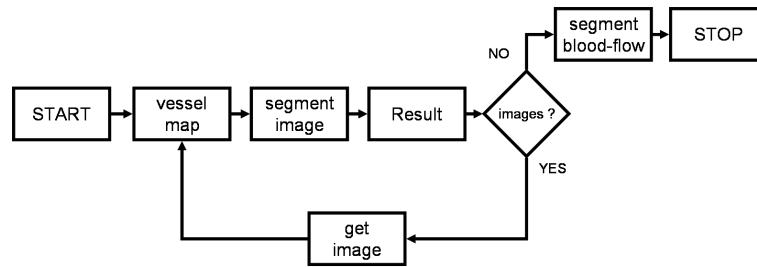 segment
blood-flow
STOP
NO
START
vessel
map
segment
image
Result
images ?
YES
get
image